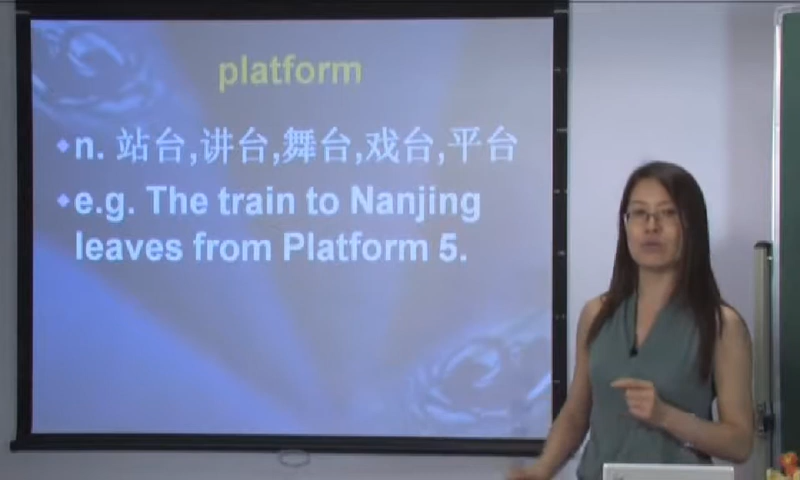 platform
n. 站台,讲台,舞台,戏台,平台
e.g. The train to Nanjing
leaves from Platform 5.